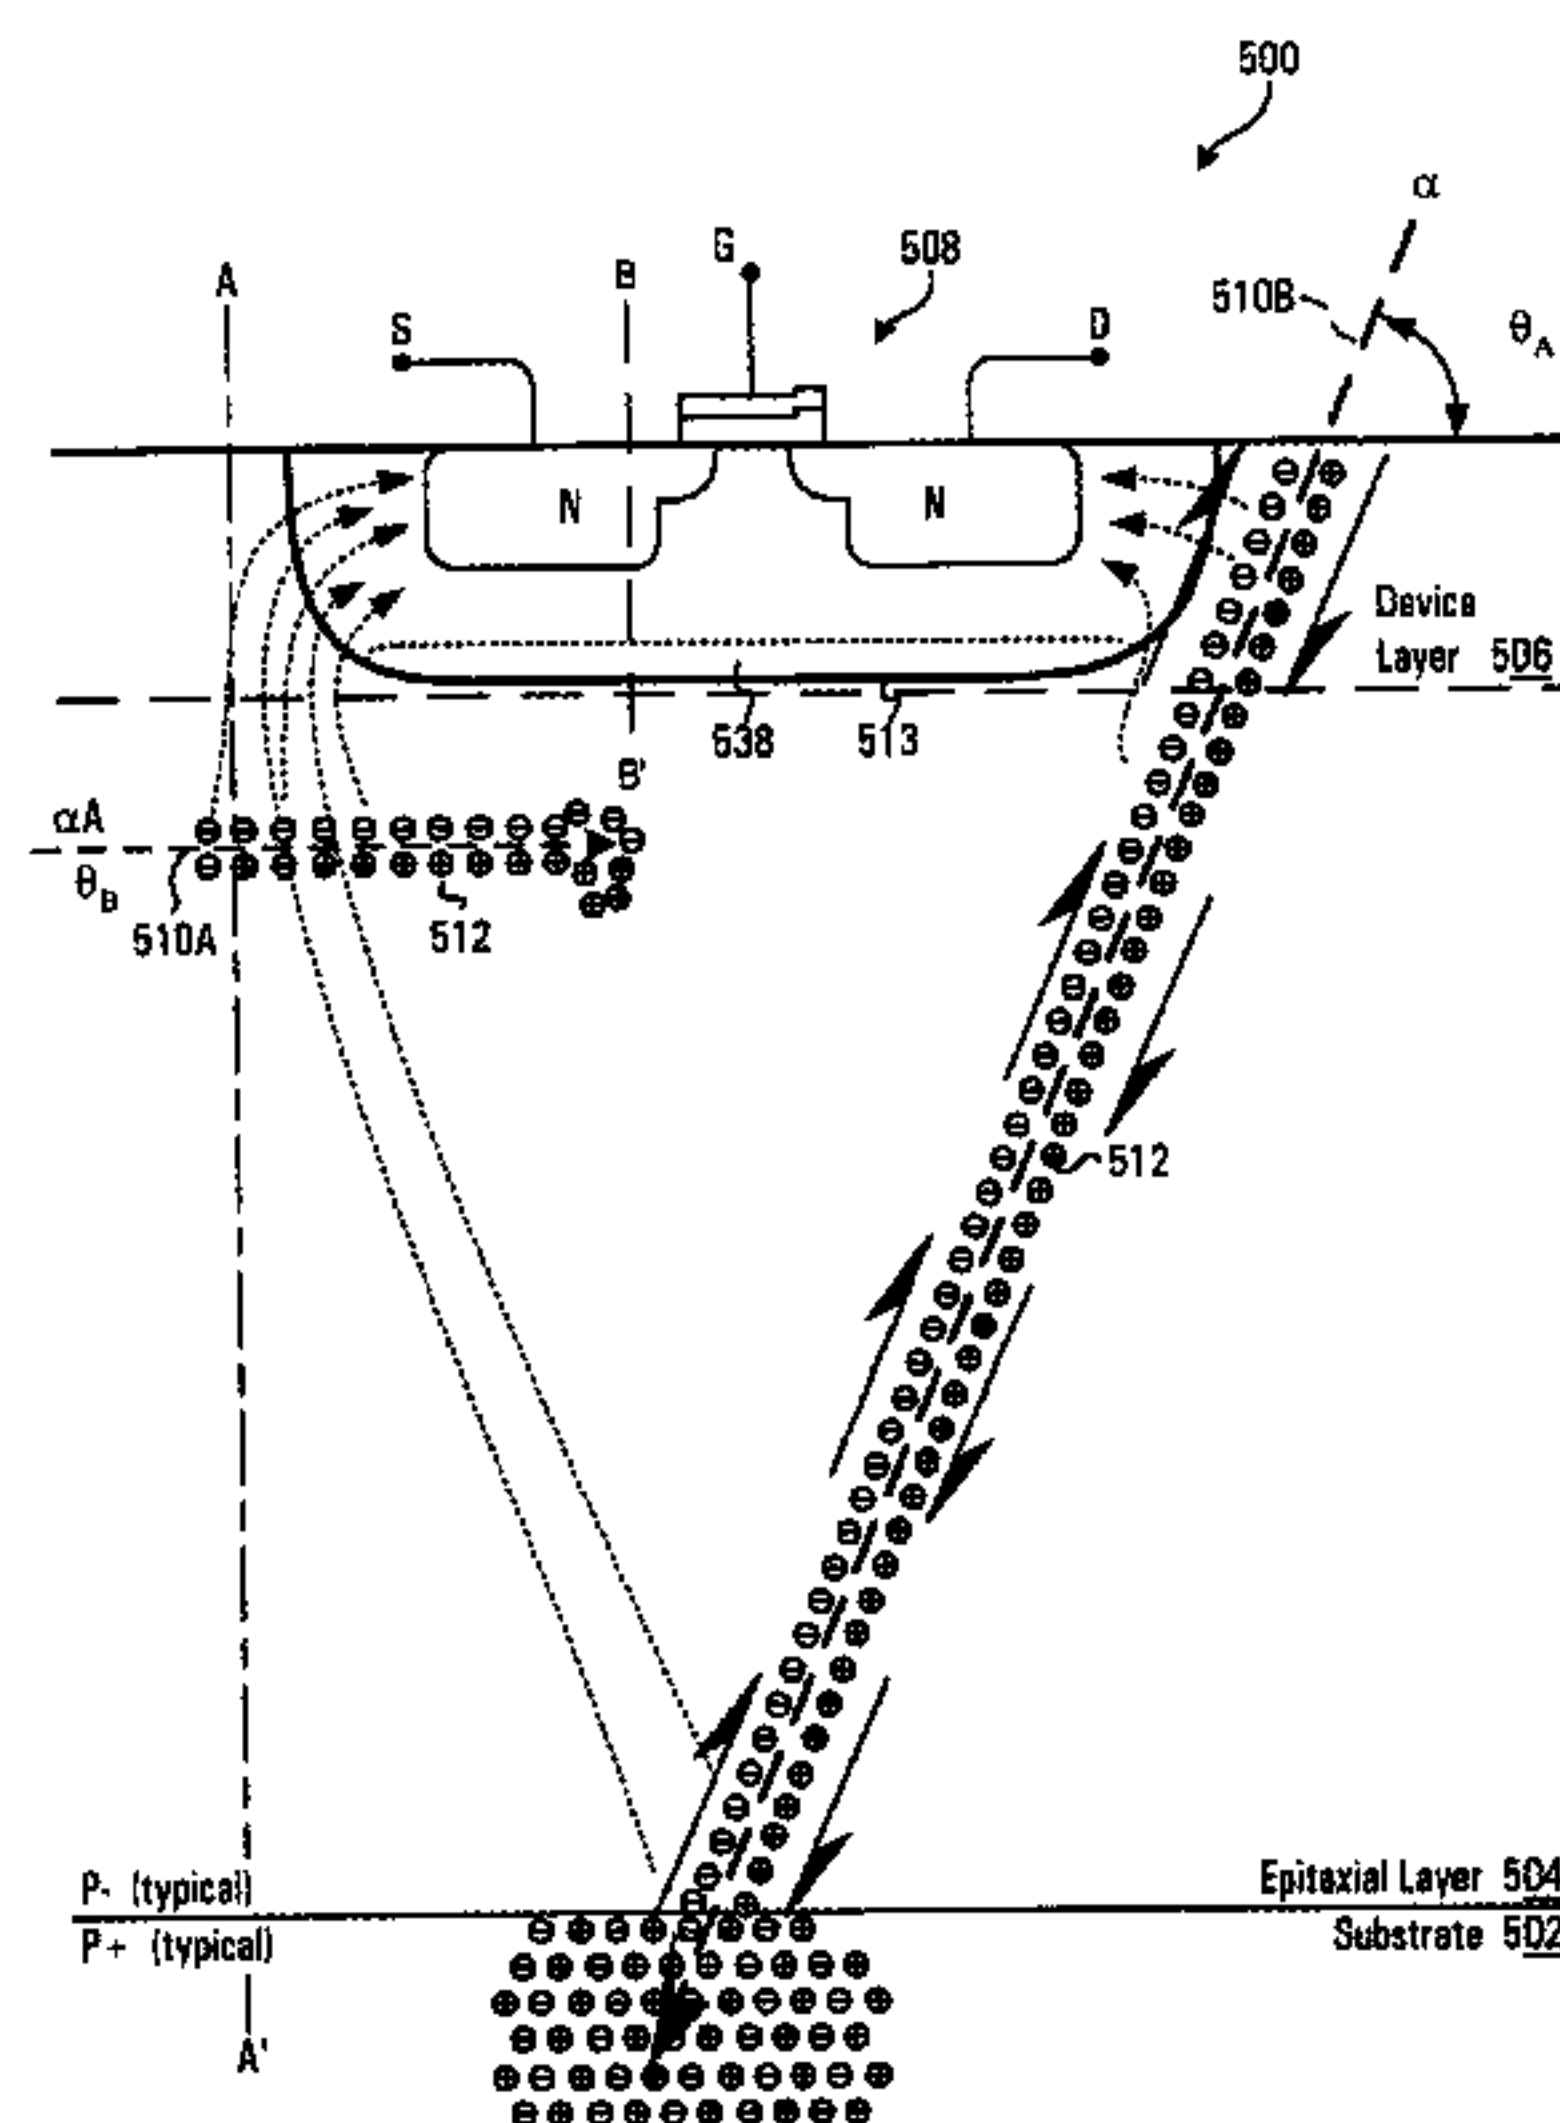 500
α
G
508
A
B
510B
S
D
θA
N
N
Device
Layer 506
538
513
B'
αA
θB
510A
512
512
P- (typical)
Epitaxial Layer 504
P+ (typical)
Substrate 502
A'